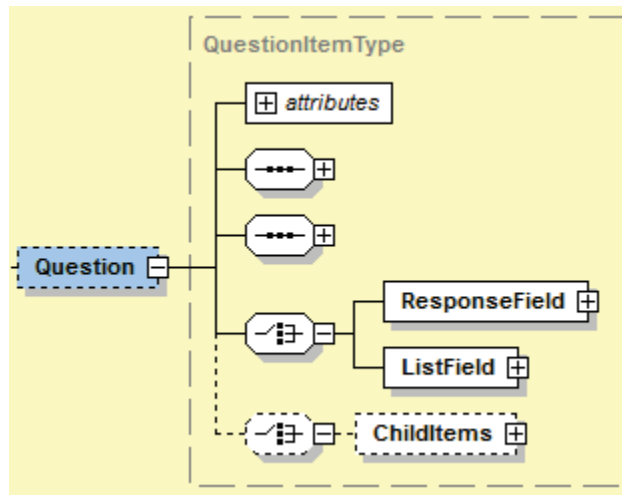 QuestionItemType
attributes
Question
ResponseField
ListField
ChildItems